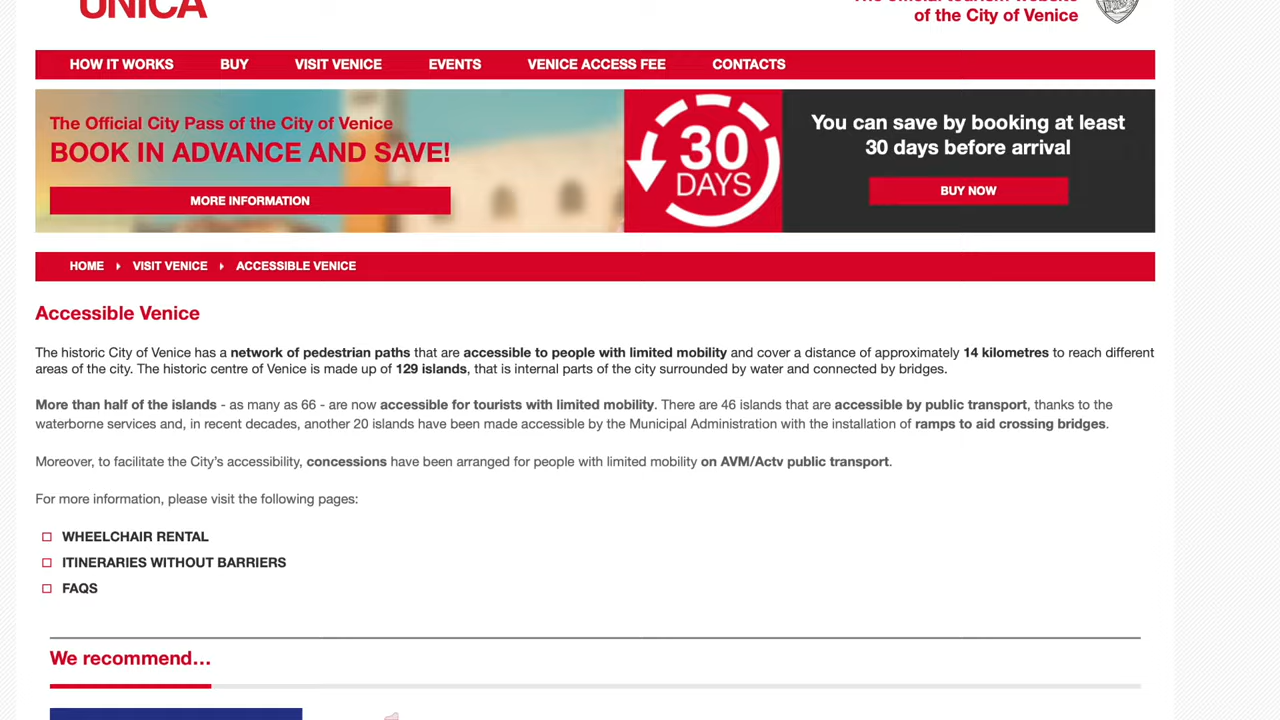 UNICA
The official tourism website
of the City of Venice
HOW IT WORKS BUY VISIT VENICE EVENTS VENICE ACCESS FEE CONTACTS
The Official City Pass of the City of Venice
BOOK IN ADVANCE AND SAVE!
MORE INFORMATION
30
DAYS
You can save by booking at least
30 days before arrival
BUY NOW
HOME VISIT VENICE ACCESSIBLE VENICE
Accessible Venice
The historic City of Venice has a network of pedestrian paths that are accessible to people with limited mobility and cover a distance of approximately 14 kilometres to reach different
areas of the city. The historic centre of Venice is made up of 129 islands, that is internal parts of the city surrounded by water and connected by bridges.
More than half of the islands - as many as 66 - are now accessible for tourists with limited mobility. There are 46 islands that are accessible by public transport, thanks to the
waterborne services and, in recent decades, another 20 islands have been made accessible by the Municipal Administration with the installation of ramps to aid crossing bridges.
Moreover, to facilitate the City's accessibility, concessions have been arranged for people with limited mobility on AVM/Actv public transport.
For more information, please visit the following pages:
WHEELCHAIR RENTAL
ITINERARIES WITHOUT BARRIERS
FAQS
We recommend...